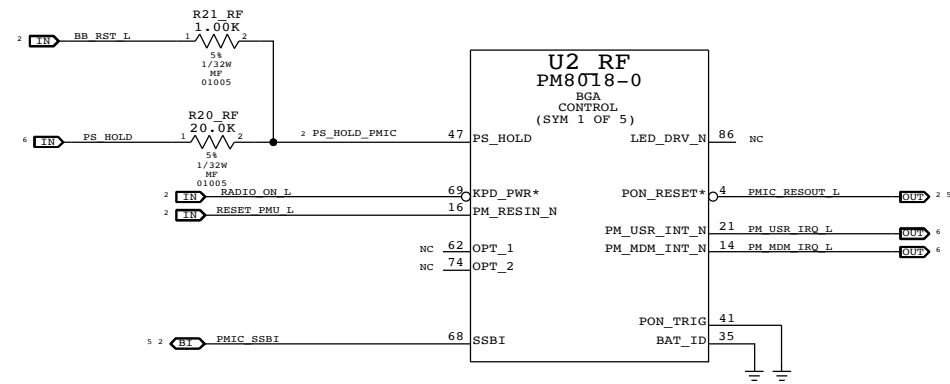 R21_RF
1.00K
2 IN BB_RST_L 1 2
5%
1/32W
MF
01005
U2_RF
PM8018-0
BGA
CONTROL
(SYM 1 OF 5)
R20_RF
20.0K
6 IN PS_HOLD 1 2
5%
1/32W
MF
01005
2 PS_HOLD_PMIC 47 PS_HOLD
LED_DRV_N 86 NC
2 IN RADIO_ON_L 69 KPD_PWR*
PON_RESET* 4 PMIC_RESOUT_L OUT 2 5
2 IN RESET_PMU_L 16 PM_RESIN_N
PM_USR_INT_N 21 PM_USR_IRQ_L OUT 6
NC 62 OPT_1
PM_MDM_INT_N 14 PM_MDM_IRQ_L OUT 6
NC 74 OPT_2
PON_TRIG 41
5 2 BI PMIC_SSBI 68 SSBI
BAT_ID 35